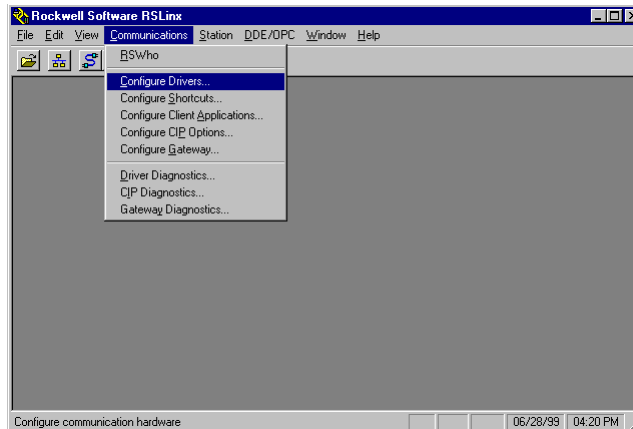 Rockwell Software RSLinx
File Edit View Communications Station DDE/OPC Window Help
RSWho
Configure Drivers...
Configure Shortcuts...
Configure Client Applications...
Configure CIP Options...
Configure Gateway...
Driver Diagnostics...
CIP Diagnostics...
Gateway Diagnostics...
Configure communication hardware 06/28/99 04:20 PM